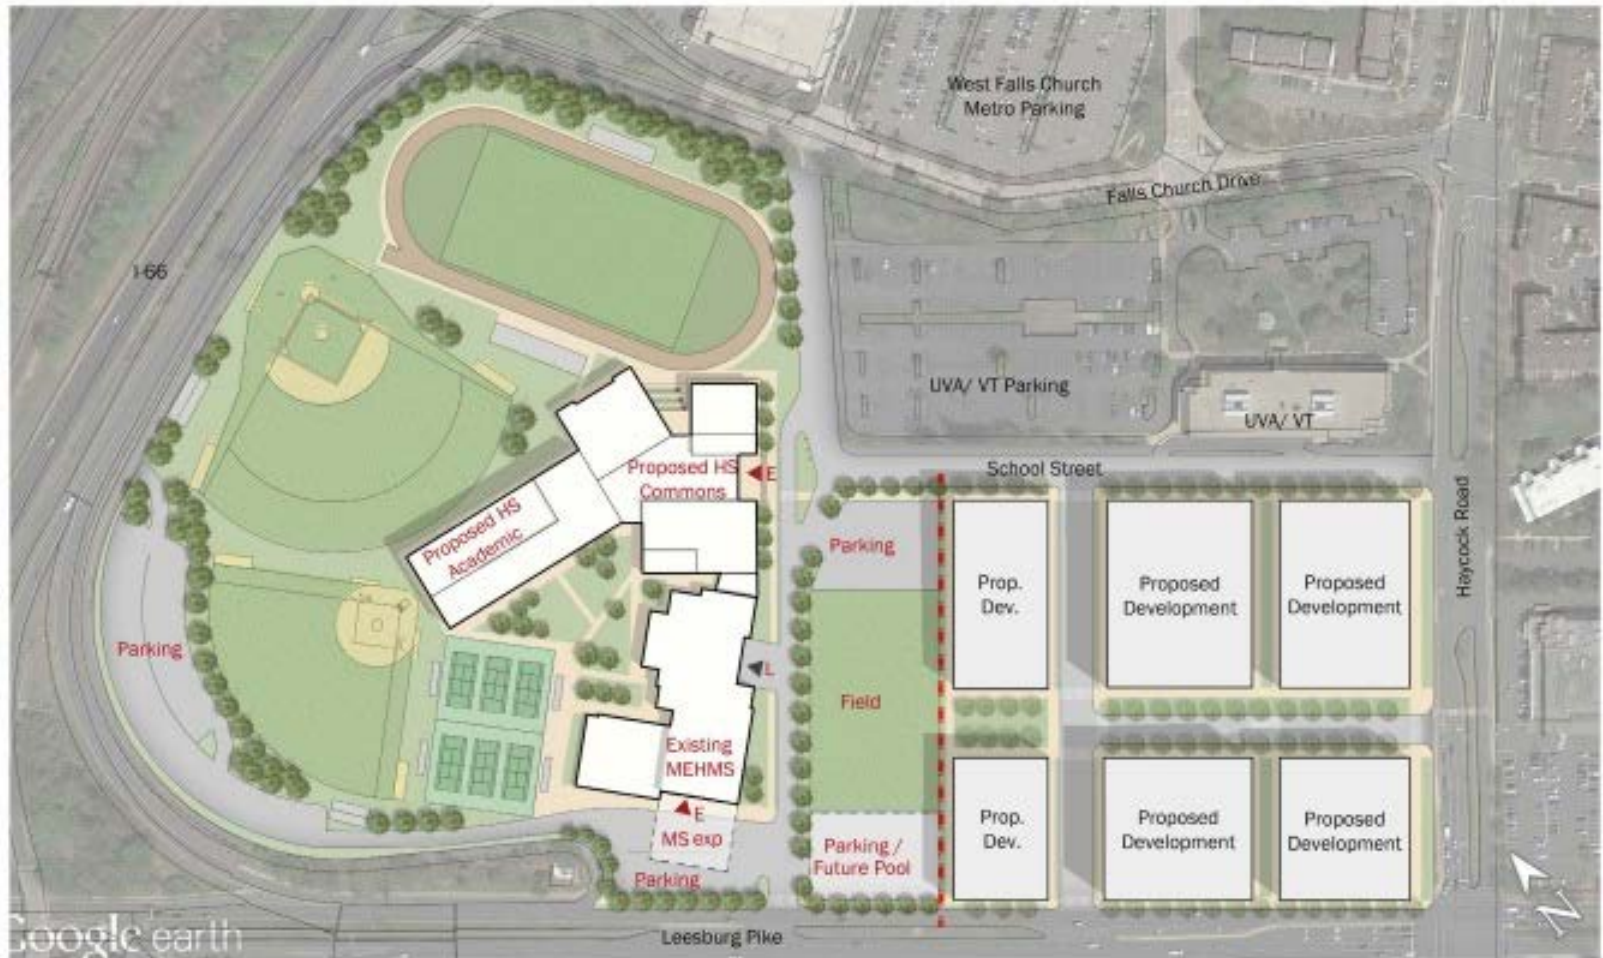 West Falls Church
Metro Parking
Falls Church Drive
I-66
UVA/ VT Parking
UVA/ VT
School Street
Proposed HS
Commons
E
Proposed HS
Academic
Parking
Haycock Road
Prop.
Dev.
Proposed
Development
Proposed
Development
Parking
L
Field
Existing
MEHMS
E
MS exp
Parking
Parking /
Future Pool
Prop.
Dev.
Proposed
Development
Proposed
Development
N
Google earth
Leesburg Pike